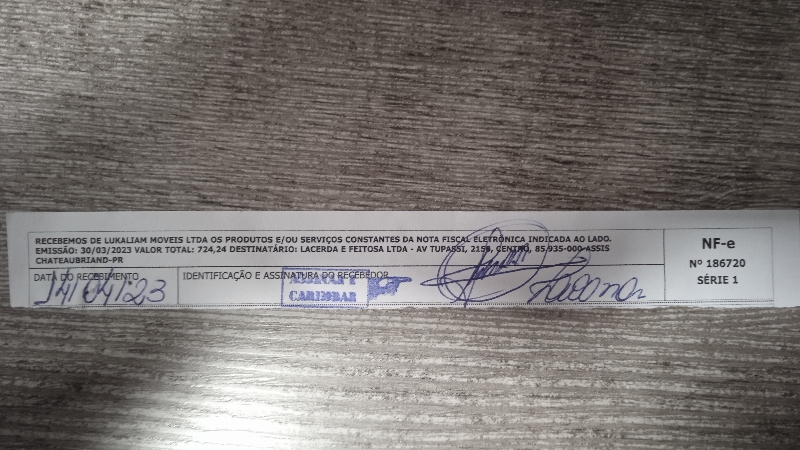 RECEBEMOS DE LUKALIAM MOVEIS LTDA OS PRODUTOS E/OU SERVIÇOS CONSTANTES DA NOTA FISCAL ELETRÔNICA INDICADA AO LADO.
EMISSÃO: 30/03/2023 VALOR TOTAL: 724,24 DESTINATÁRIO: LACERDA E FEITOSA LTDA - AV TUPASSI, CENTRO, 85.935-000 ASSIS
CHATEAUBRIAND-PR
NF-e
Nº 186720
SÉRIE 1
DATA DO RECEBIMENTO
14/04/23
IDENTIFICAÇÃO E ASSINATURA DO RECEBEDOR
ASSINAR E
CARIMBAR